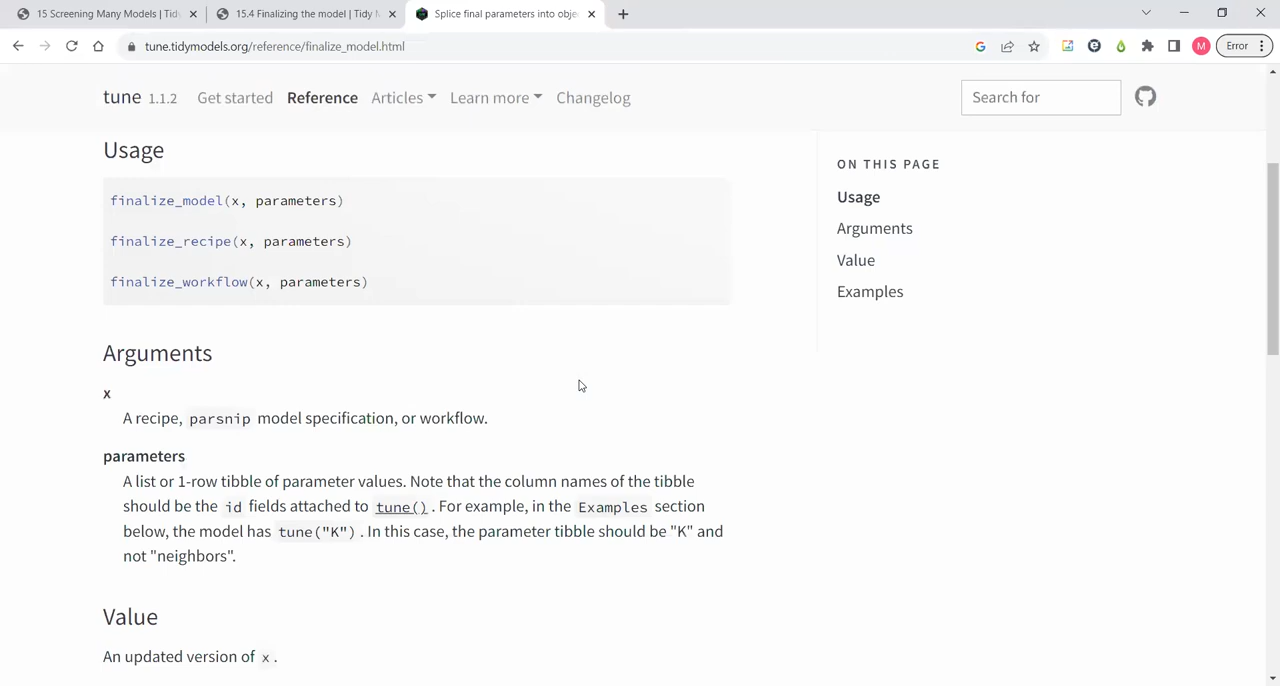 15 Screening Many Models | Tidy
15.4 Finalizing the model | Tidy M
Splice final parameters into obje
tune.tidymodels.org/reference/finalize_model.html
M
Error
tune 1.1.2 Get started Reference Articles Learn more Changelog
Search for
Usage
finalize_model(x, parameters)
finalize_recipe(x, parameters)
finalize_workflow(x, parameters)
ON THIS PAGE
Usage
Arguments
Value
Examples
Arguments
x
A recipe, parsnip model specification, or workflow.
parameters
A list or 1-row tibble of parameter values. Note that the column names of the tibble
should be the id fields attached to tune(). For example, in the Examples section
below, the model has tune("K"). In this case, the parameter tibble should be "K" and
not "neighbors".
Value
An updated version of x.